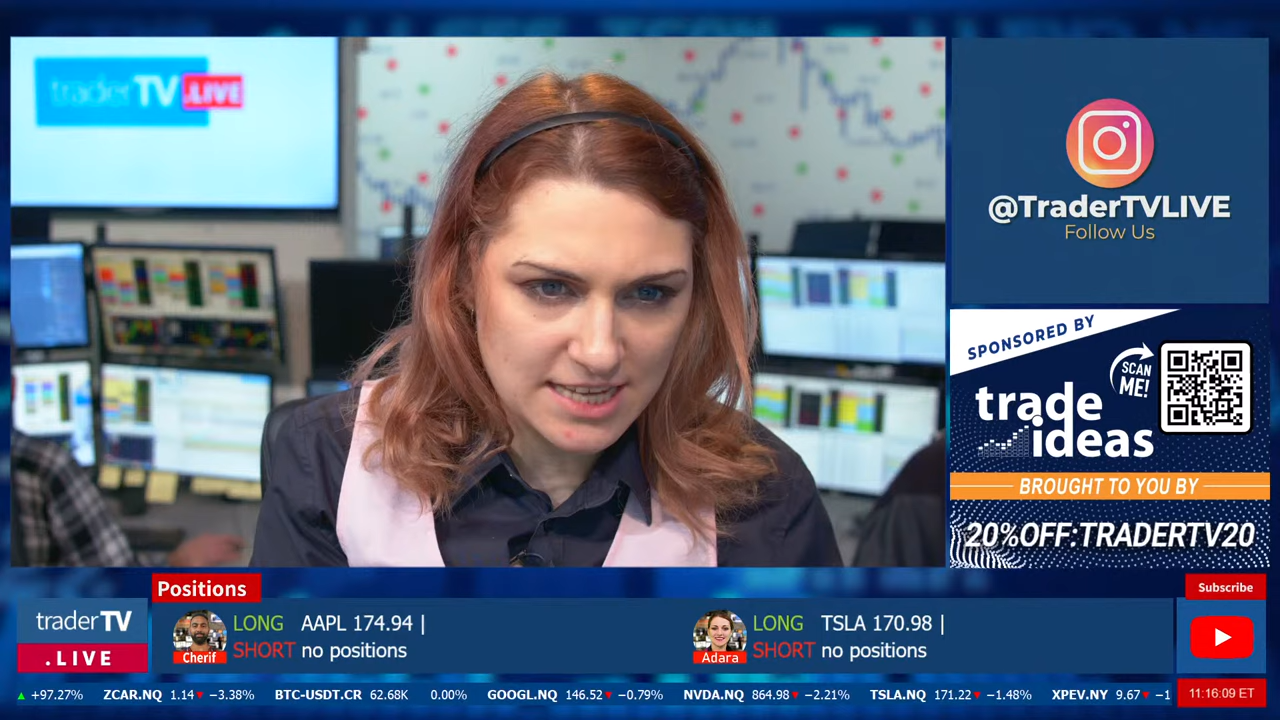 traderTV.LIVE
@TraderTVLIVE
Follow Us
SPONSORED BY
SCAN
ME!
trade
ideas
BROUGHT TO YOU BY
20%OFF:TRADERTV20
Positions
Subscribe
traderTV
.LIVE
LONG AAPL 174.94 |
SHORT no positions
Cherif
LONG TSLA 170.98 |
SHORT no positions
Adara
▲ +97.27% ZCAR.NQ 1.14▼ −3.38% BTC-USDT.CR 62.68K 0.00% GOOGL.NQ 146.52▼ −0.79% NVDA.NQ 864.98▼ −2.21% TSLA.NQ 171.22▼ −1.48% XPEV.NY 9.67▼ −1
11:16:09 ET